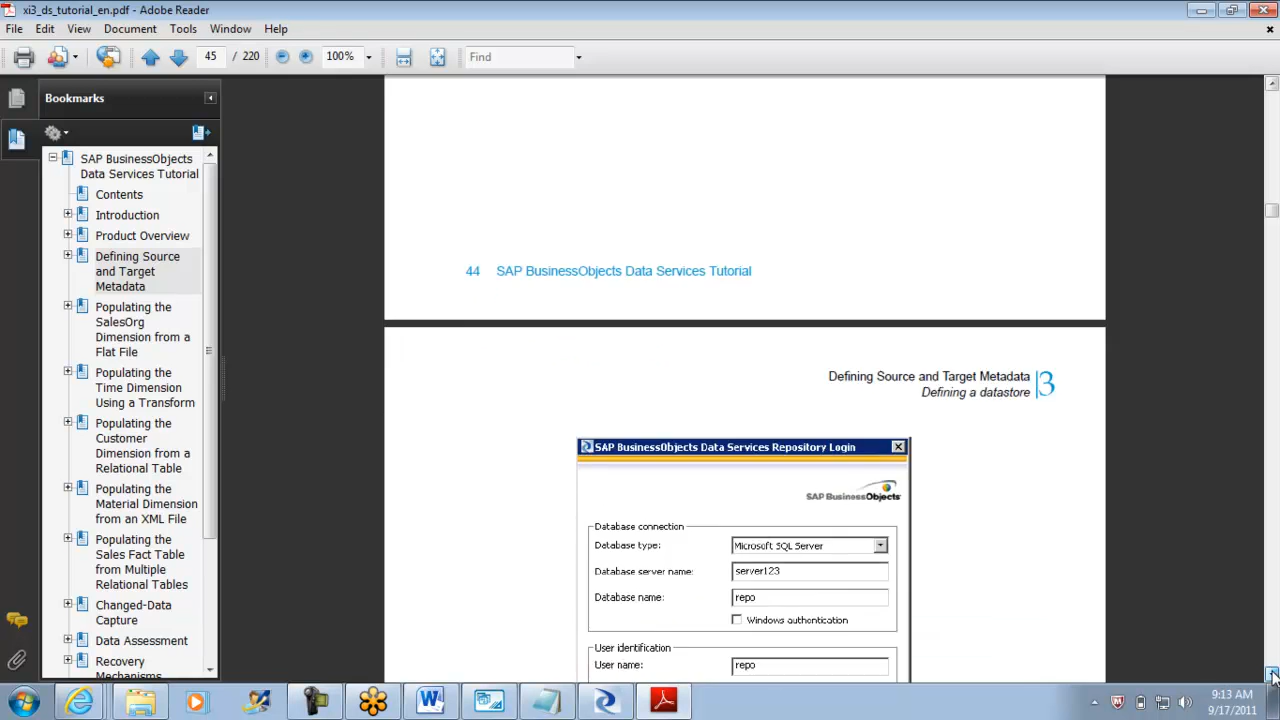 xi3_ds_tutorial_en.pdf - Adobe Reader
File Edit View Document Tools Window Help
45 / 220 100% Find
Bookmarks
SAP BusinessObjects
Data Services Tutorial
Contents
Introduction
Product Overview
Defining Source
and Target
Metadata
Populating the
SalesOrg
Dimension from a
Flat File
Populating the
Time Dimension
Using a Transform
Populating the
Customer
Dimension from a
Relational Table
Populating the
Material Dimension
from an XML File
Populating the
Sales Fact Table
from Multiple
Relational Tables
Changed-Data
Capture
Data Assessment
Recovery
Mechanisms
44 SAP BusinessObjects Data Services Tutorial
Defining Source and Target Metadata 3
Defining a datastore
SAP BusinessObjects Data Services Repository Login
SAP BusinessObjects
Database connection
Database type: Microsoft SQL Server
Database server name: server123
Database name: repo
Windows authentication
User identification
User name: repo
9:13 AM
9/17/2011